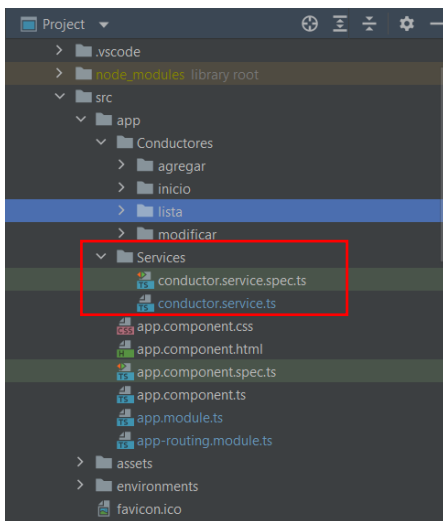 Project
.vscode
node_modules library root
src
app
Conductores
agregar
inicio
lista
modificar
Services
conductor.service.spec.ts
conductor.service.ts
app.component.css
app.component.html
app.component.spec.ts
app.component.ts
app.module.ts
app-routing.module.ts
assets
environments
favicon.ico